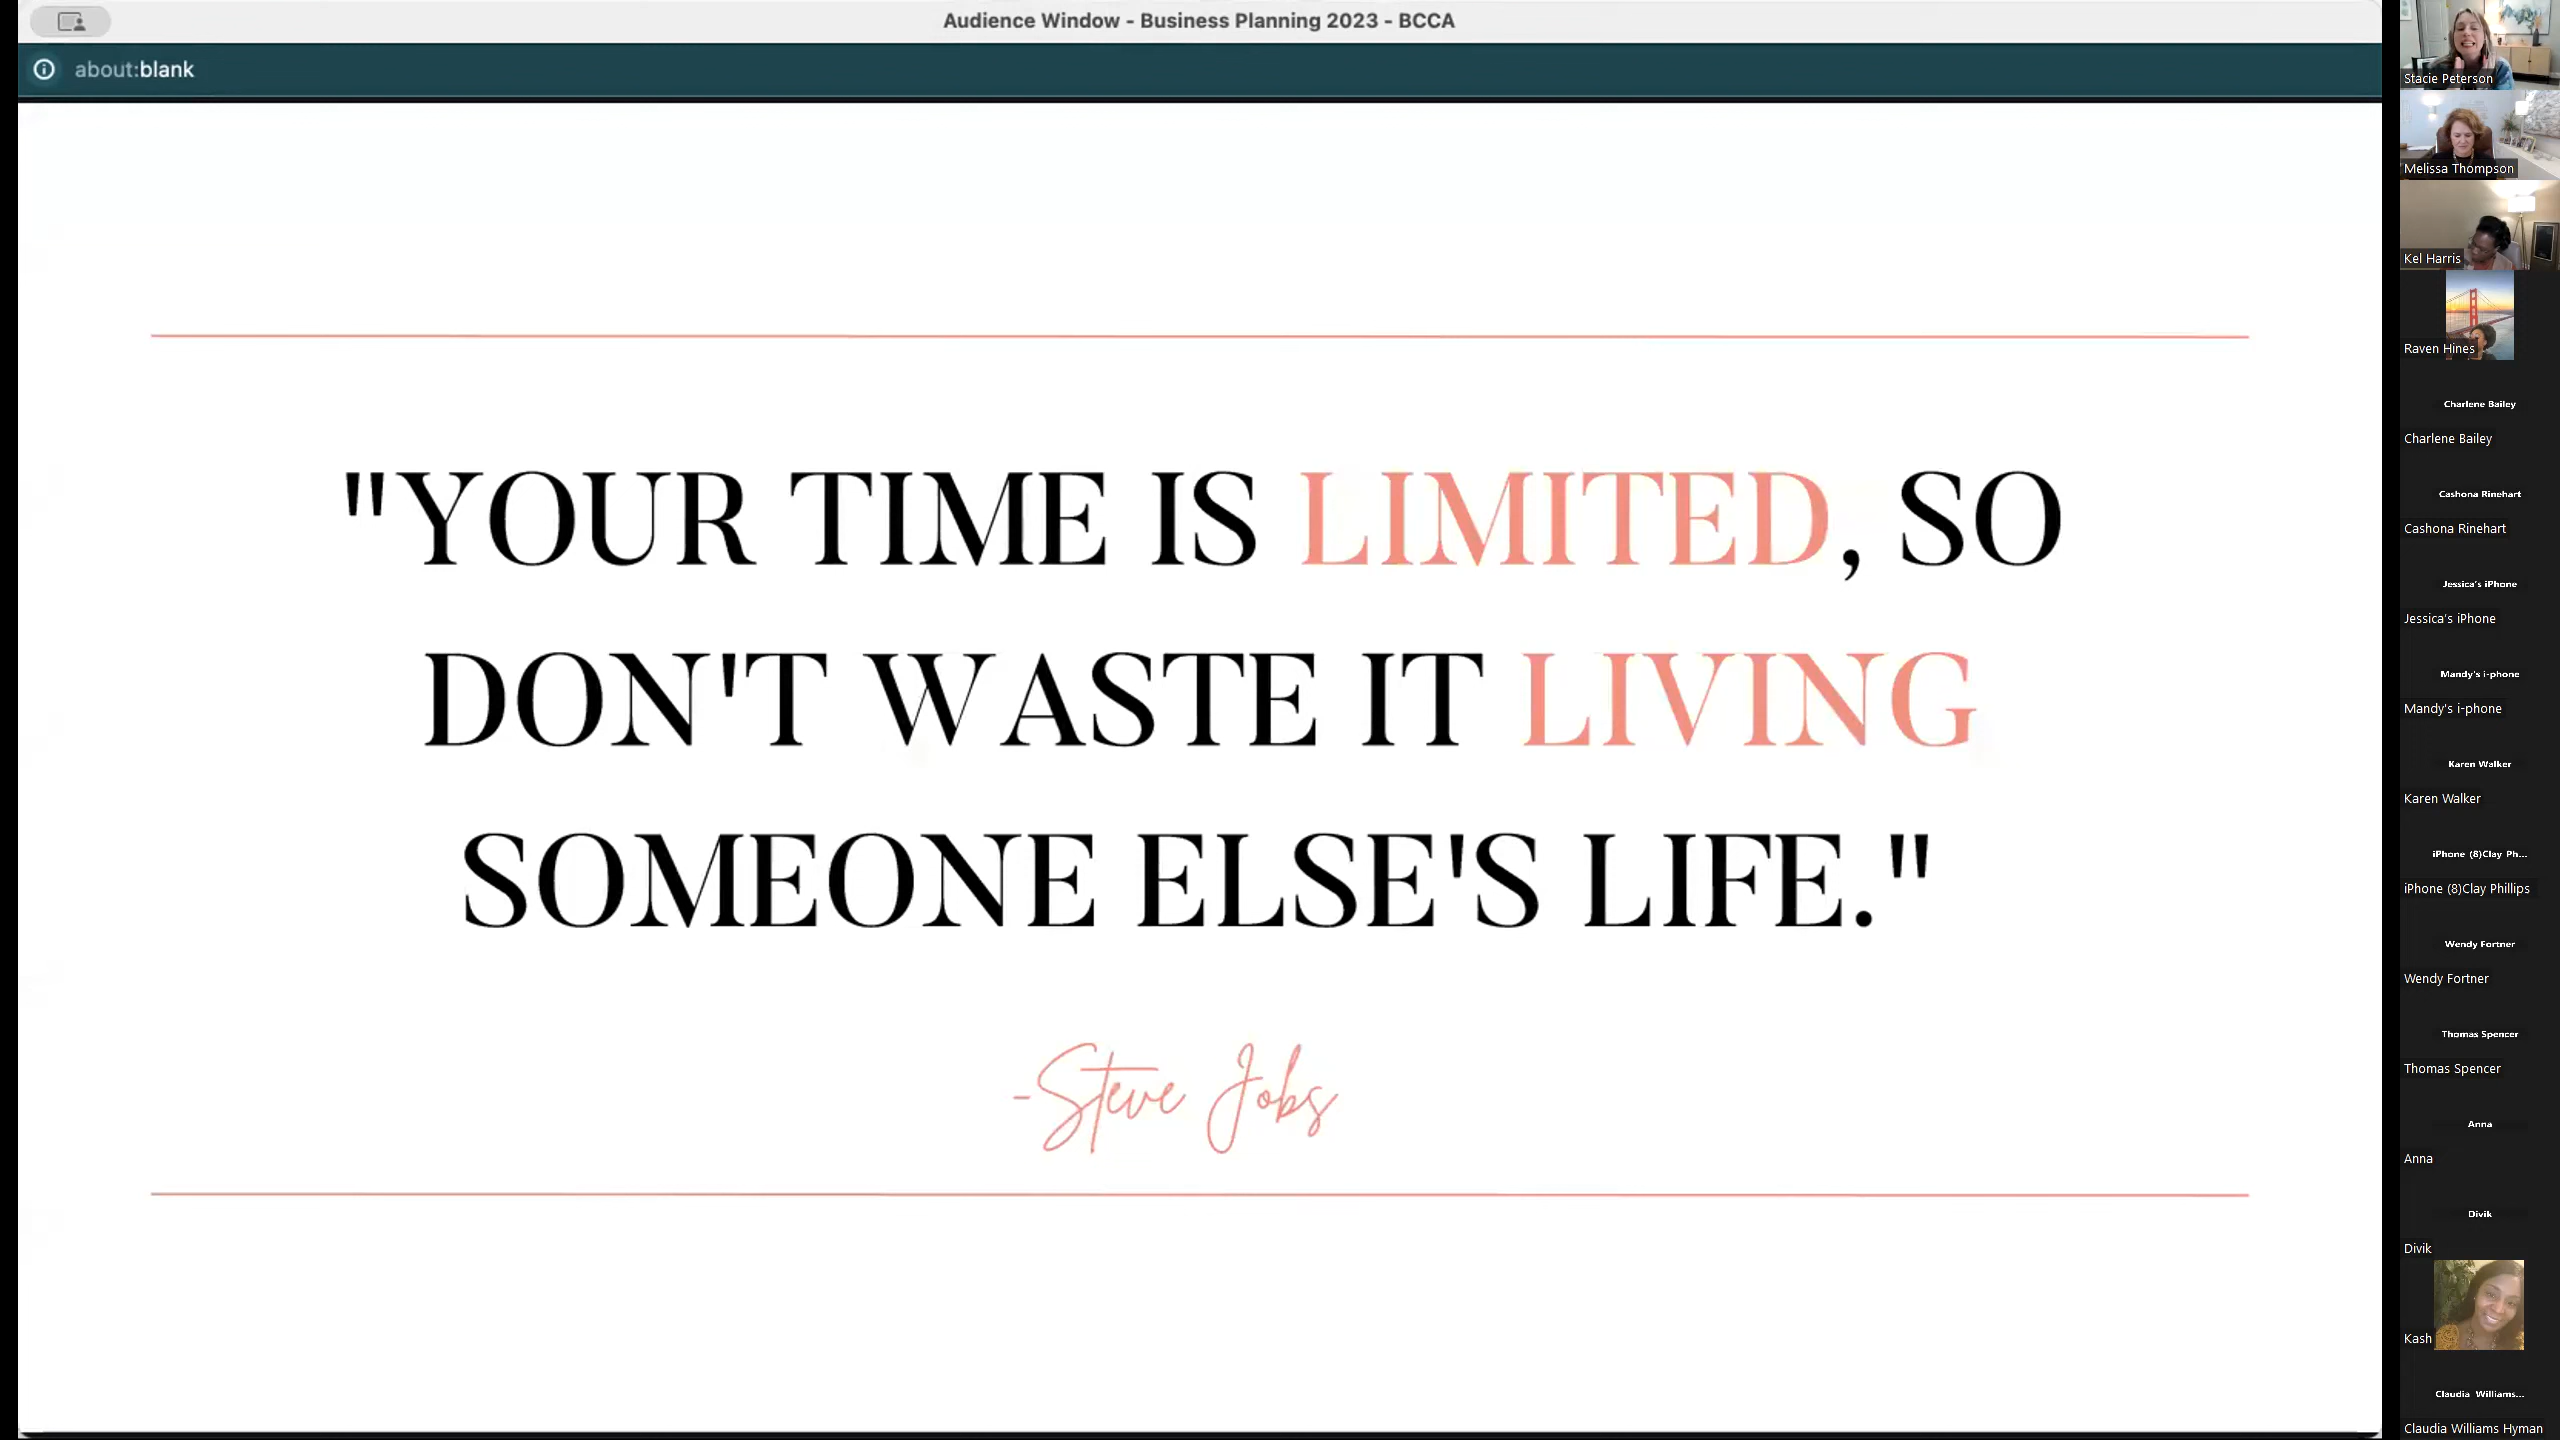 Audience Window - Business Planning 2023 - BCCA
about:blank
"YOUR TIME IS LIMITED, SO
DON'T WASTE IT LIVING
SOMEONE ELSE'S LIFE."
-Steve Jobs
Stacie Peterson
Melissa Thompson
Kel Harris
Raven Hines
Charlene Bailey
Charlene Bailey
Cashona Rinehart
Cashona Rinehart
Jessica's iPhone
Jessica's iPhone
Mandy's i-phone
Mandy's i-phone
Karen Walker
Karen Walker
iPhone (8)Clay Ph...
iPhone (8)Clay Phillips
Wendy Fortner
Wendy Fortner
Thomas Spencer
Thomas Spencer
Anna
Anna
Divik
Divik
Kash
Claudia Williams...
Claudia Williams Hyman